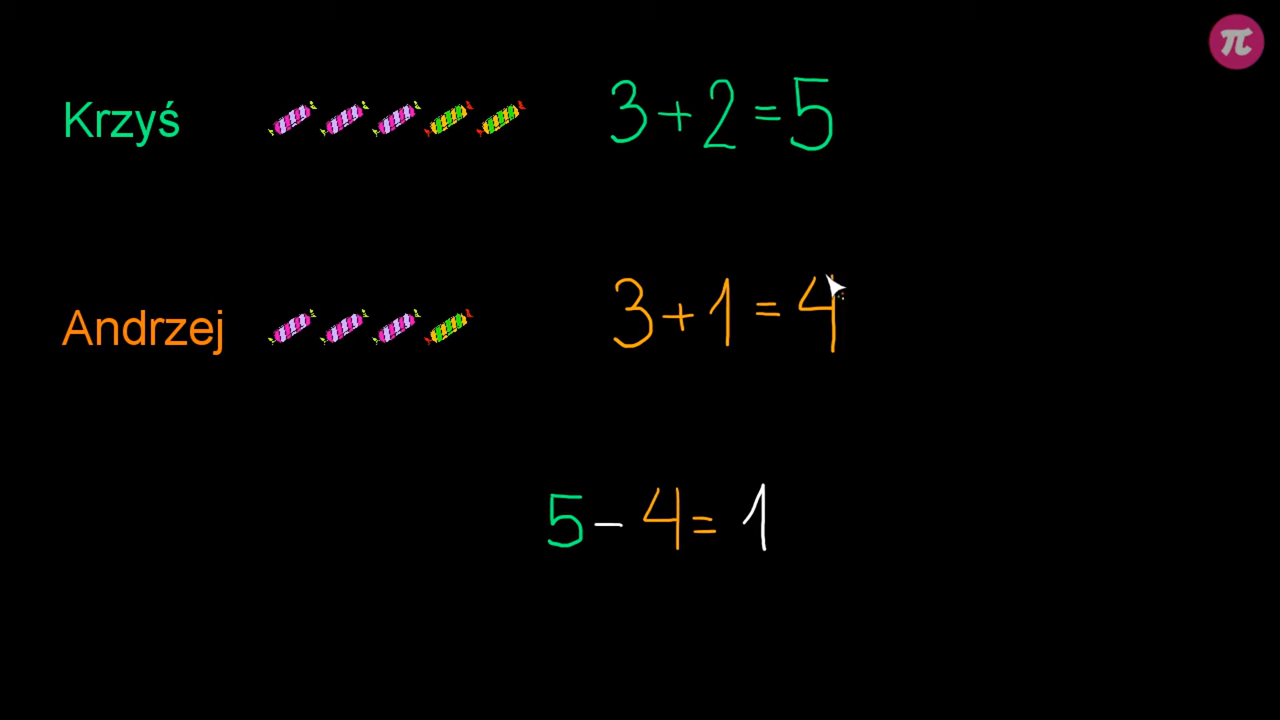 π
Krzyś 3+2=5
Andrzej 3+1=4
5-4=1